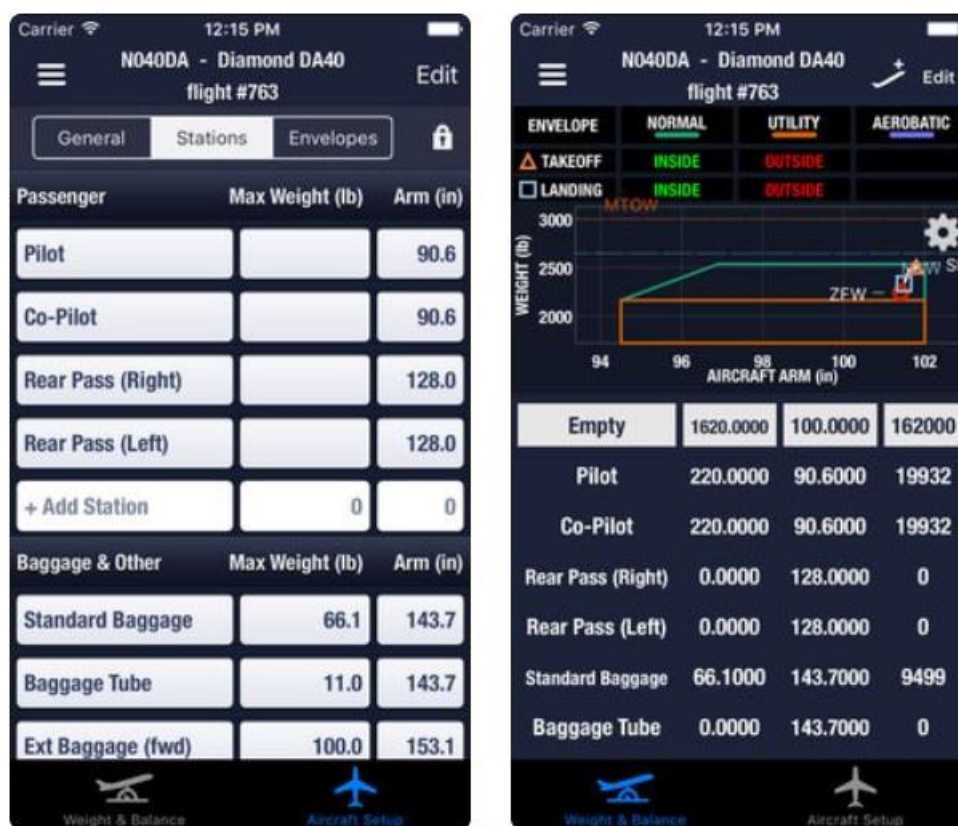 Carrier 12:15 PM
N040DA - Diamond DA40
flight #763
Edit
General Stations Envelopes
Passenger Max Weight (lb) Arm (in)
Pilot 90.6
Co-Pilot 90.6
Rear Pass (Right) 128.0
Rear Pass (Left) 128.0
+ Add Station 0 0
Baggage & Other Max Weight (lb) Arm (in)
Standard Baggage 66.1 143.7
Baggage Tube 11.0 143.7
Ext Baggage (fwd) 100.0 153.1
Weight & Balance Aircraft Setup
Carrier 12:15 PM
N040DA - Diamond DA40
flight #763
Edit
ENVELOPE NORMAL UTILITY AEROBATIC
TAKEOFF INSIDE OUTSIDE
LANDING INSIDE OUTSIDE
MTOW
3000
2500
2000
WEIGHT (lb)
ZFW
94 96 98 100 102
AIRCRAFT ARM (in)
Empty 1620.0000 100.0000 162000
Pilot 220.0000 90.6000 19932
Co-Pilot 220.0000 90.6000 19932
Rear Pass (Right) 0.0000 128.0000 0
Rear Pass (Left) 0.0000 128.0000 0
Standard Baggage 66.1000 143.7000 9499
Baggage Tube 0.0000 143.7000 0
Weight & Balance Aircraft Setup